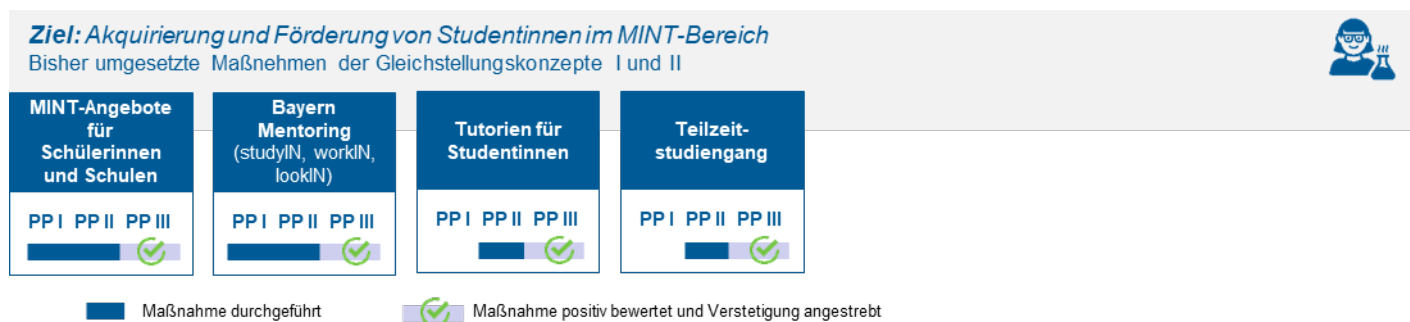 Ziel: Akquirierung und Förderung von Studentinnen im MINT-Bereich
Bisher umgesetzte Maßnehmen der Gleichstellungskonzepte I und II
MINT-Angebote
für
Schülerinnen
und Schulen
PP I PP II PP III
Bayern
Mentoring
(studyIN, workIN,
lookIN)
PP I PP II PP III
Tutorien für
Studentinnen
PP I PP II PP III
Teilzeit-
studiengang
PP I PP II PP III
Maßnahme durchgeführt
Maßnahme positiv bewertet und Verstetigung angestrebt